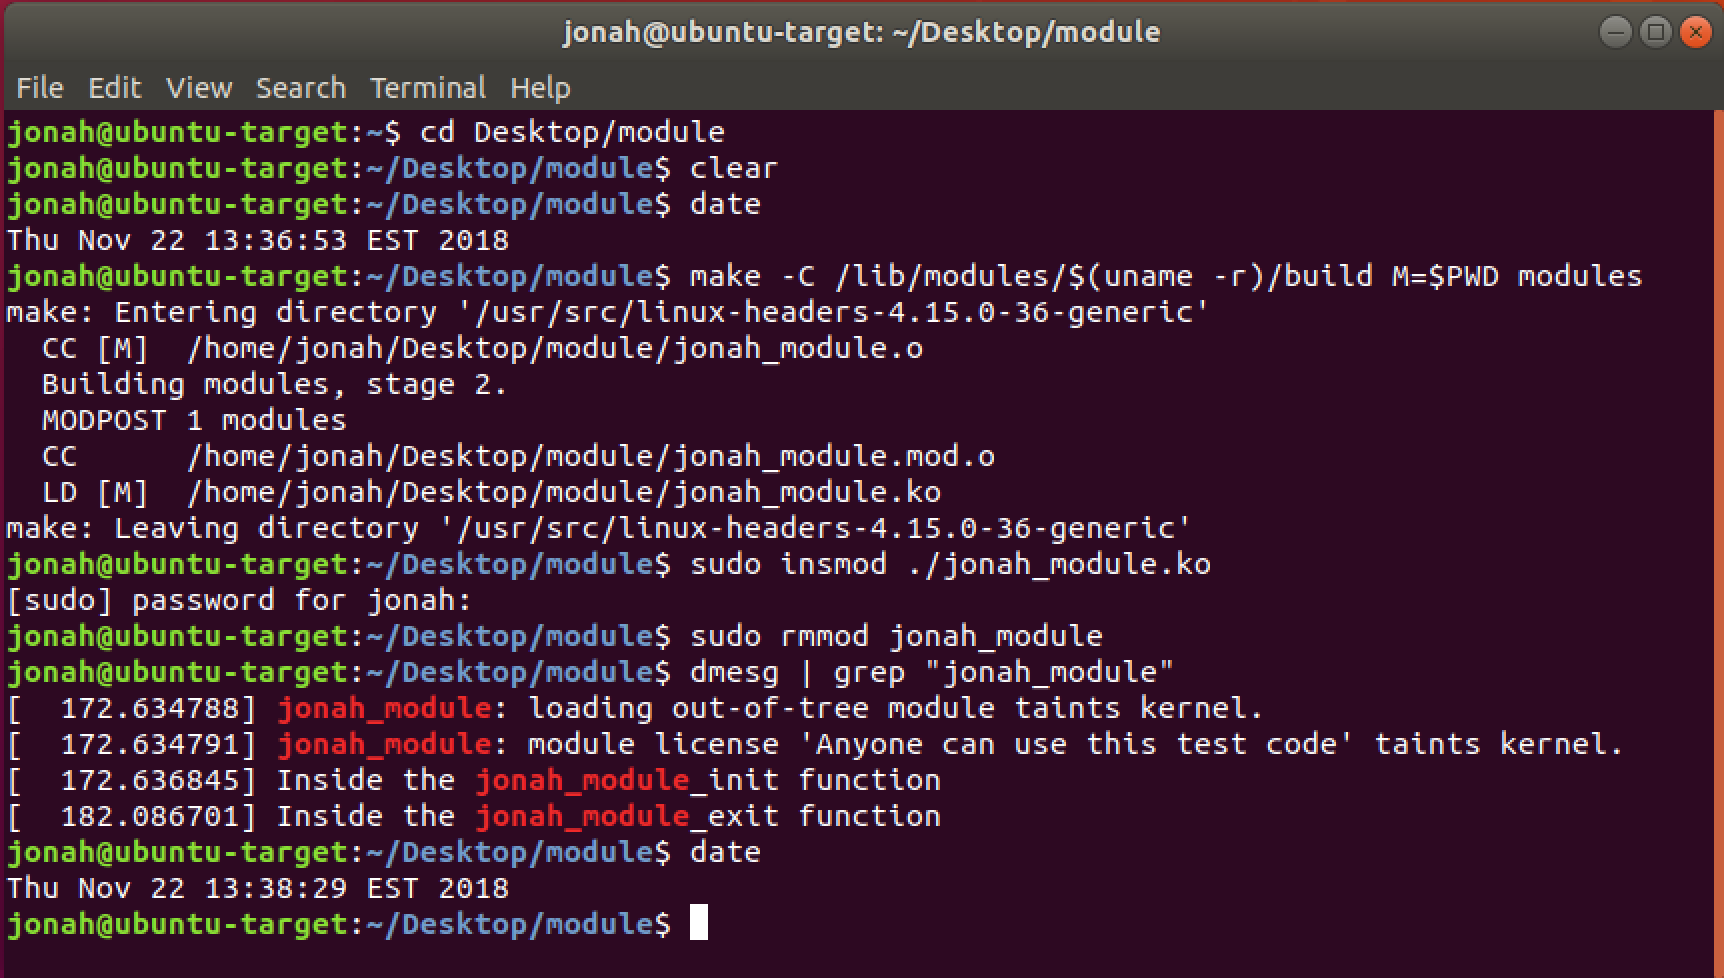 jonah@ubuntu-target: ~/Desktop/module
File Edit View Search Terminal Help
jonah@ubuntu-target:~$ cd Desktop/module
jonah@ubuntu-target:~/Desktop/module$ clear
jonah@ubuntu-target:~/Desktop/module$ date
Thu Nov 22 13:36:53 EST 2018
jonah@ubuntu-target:~/Desktop/module$ make -C /lib/modules/$(uname -r)/build M=$PWD modules
make: Entering directory '/usr/src/linux-headers-4.15.0-36-generic'
  CC [M]  /home/jonah/Desktop/module/jonah_module.o
  Building modules, stage 2.
  MODPOST 1 modules
  CC      /home/jonah/Desktop/module/jonah_module.mod.o
  LD [M]  /home/jonah/Desktop/module/jonah_module.ko
make: Leaving directory '/usr/src/linux-headers-4.15.0-36-generic'
jonah@ubuntu-target:~/Desktop/module$ sudo insmod ./jonah_module.ko
[sudo] password for jonah:
jonah@ubuntu-target:~/Desktop/module$ sudo rmmod jonah_module
jonah@ubuntu-target:~/Desktop/module$ dmesg | grep "jonah_module"
[  172.634788] jonah_module: loading out-of-tree module taints kernel.
[  172.634791] jonah_module: module license 'Anyone can use this test code' taints kernel.
[  172.636845] Inside the jonah_module_init function
[  182.086701] Inside the jonah_module_exit function
jonah@ubuntu-target:~/Desktop/module$ date
Thu Nov 22 13:38:29 EST 2018
jonah@ubuntu-target:~/Desktop/module$